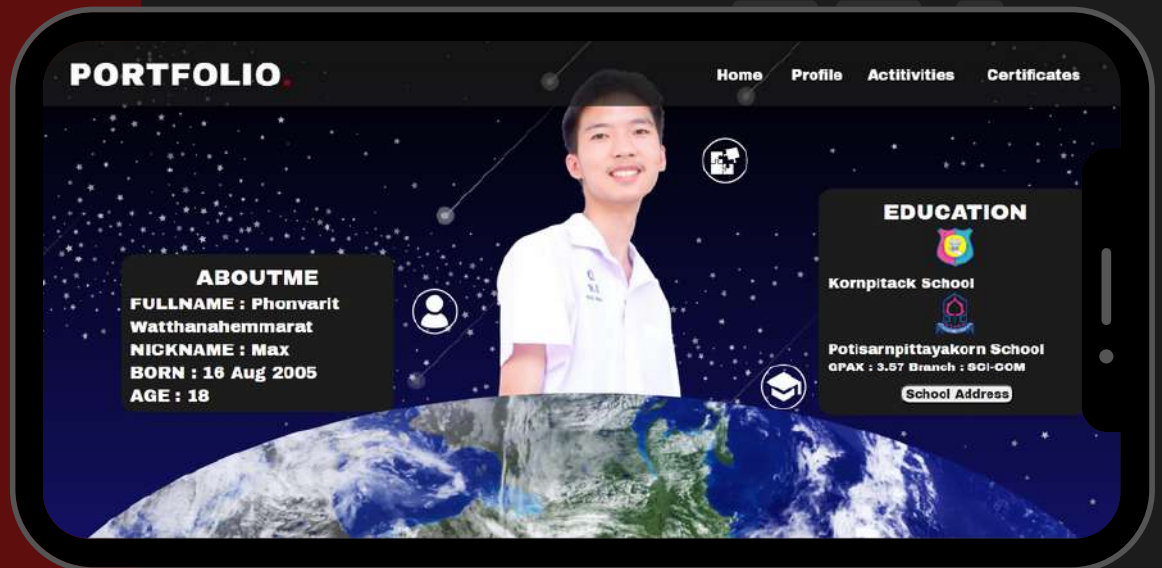 PORTFOLIO.
Home Profile Actitivities Certificates
ABOUTME
FULLNAME : Phonvarit
Watthanahemmarat
NICKNAME : Max
BORN : 16 Aug 2005
AGE : 18
EDUCATION
Kornpitack School
Potisarnpittayakorn School
GPAX : 3.57 Branch : SCI-COM
School Address